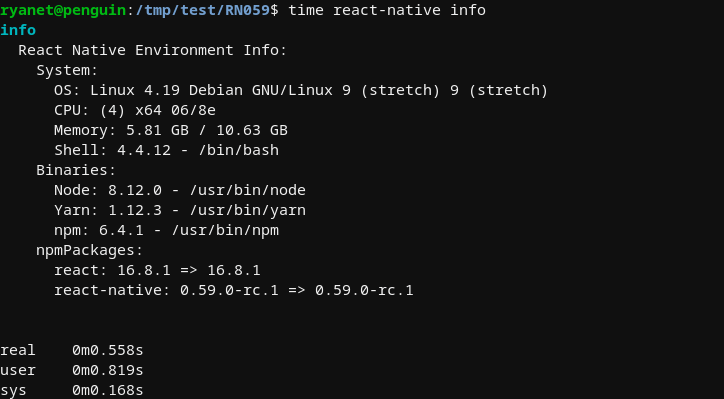 ryanet@penguin:/tmp/test/RN059$ time react-native info
info
  React Native Environment Info:
    System:
      OS: Linux 4.19 Debian GNU/Linux 9 (stretch) 9 (stretch)
      CPU: (4) x64 06/8e
      Memory: 5.81 GB / 10.63 GB
      Shell: 4.4.12 - /bin/bash
    Binaries:
      Node: 8.12.0 - /usr/bin/node
      Yarn: 1.12.3 - /usr/bin/yarn
      npm: 6.4.1 - /usr/bin/npm
    npmPackages:
      react: 16.8.1 => 16.8.1
      react-native: 0.59.0-rc.1 => 0.59.0-rc.1
real    0m0.558s
user    0m0.819s
sys     0m0.168s